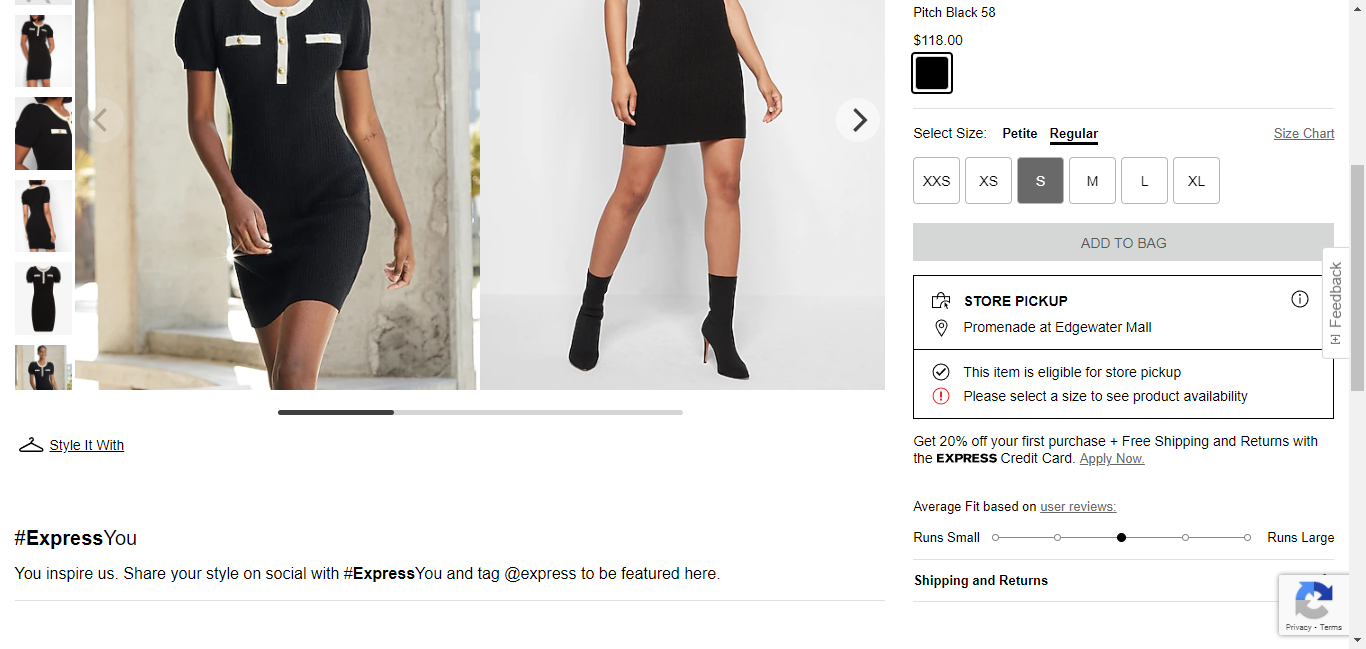 Pitch Black 58
$118.00
Select Size: Petite Regular Size Chart
XXS XS S M L XL
ADD TO BAG
STORE PICKUP
Promenade at Edgewater Mall
This item is eligible for store pickup
Please select a size to see product availability
Get 20% off your first purchase + Free Shipping and Returns with
the EXPRESS Credit Card. Apply Now.
Average Fit based on user reviews:
Runs Small Runs Large
Shipping and Returns
Feedback
[+]
Style It With
#ExpressYou
You inspire us. Share your style on social with #ExpressYou and tag @express to be featured here.
Privacy - Terms